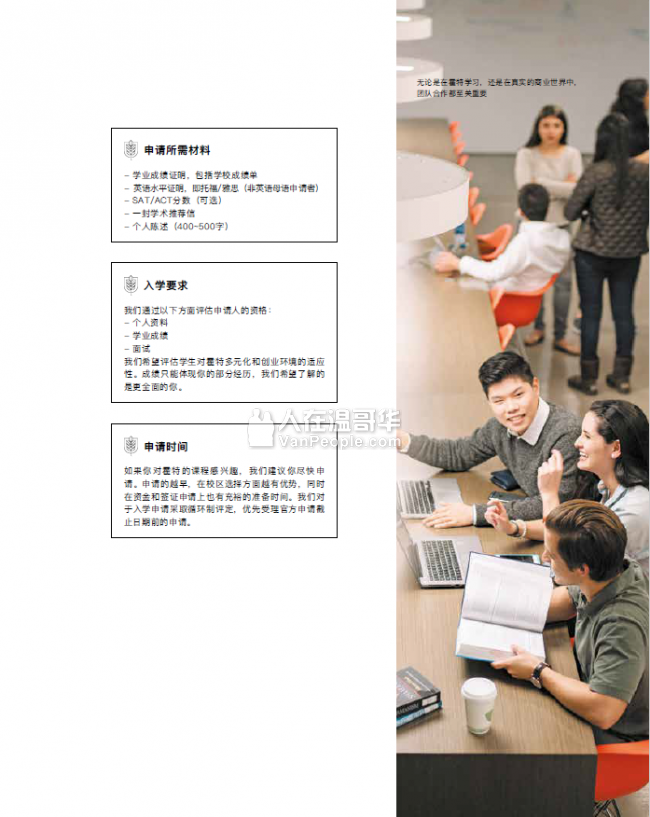 无论是在霍特学习，还是在真实的商业世界中，
团队合作都至关重要
申请所需材料
– 学业成绩证明，包括学校成绩单
– 英语水平证明，即托福/雅思（非英语母语申请者）
– SAT/ACT分数（可选）
– 一封学术推荐信
– 个人陈述（400~500字）
入学要求
我们通过以下方面评估申请人的资格：
– 个人资料
– 学业成绩
– 面试
我们希望评估学生对霍特多元化和创业环境的适应
性。成绩只能体现你的部分经历，我们希望了解的
是更全面的你。
人在温哥华
VanPeople.com
申请时间
如果你对霍特的课程感兴趣，我们建议你尽快申
请。申请的越早，在校区选择方面越有优势，同时
在资金和签证申请上也有充裕的准备时间。我们对
于入学申请采取循环制评定，优先受理官方申请截
止日期前的申请。